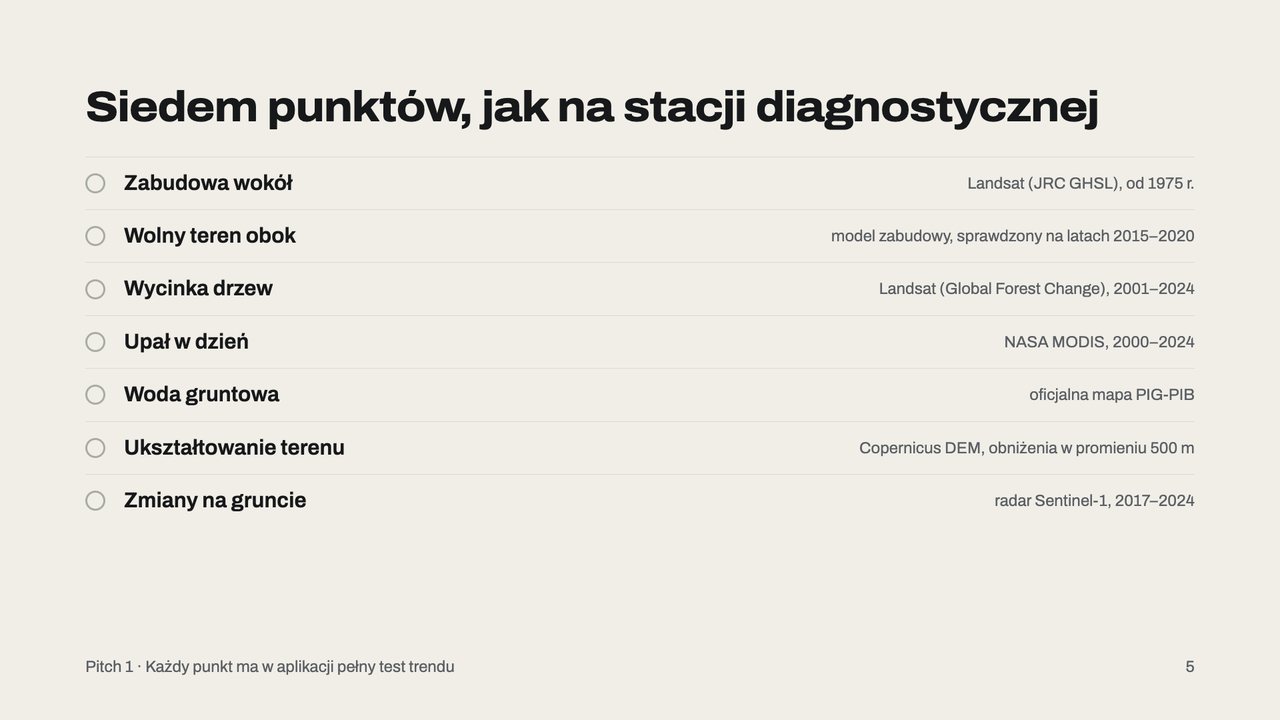 Siedem punktów, jak na stacji diagnostycznej
Zabudowa wokół
Landsat (JRC GHSL), od 1975 r.
Wolny teren obok
model zabudowy, sprawdzony na latach 2015–2020
Wycinka drzew
Landsat (Global Forest Change), 2001–2024
Upał w dzień
NASA MODIS, 2000–2024
Woda gruntowa
oficjalna mapa PIG-PIB
Ukształtowanie terenu
Copernicus DEM, obniżenia w promieniu 500 m
Zmiany na gruncie
radar Sentinel-1, 2017–2024
Pitch 1 · Każdy punkt ma w aplikacji pełny test trendu
5